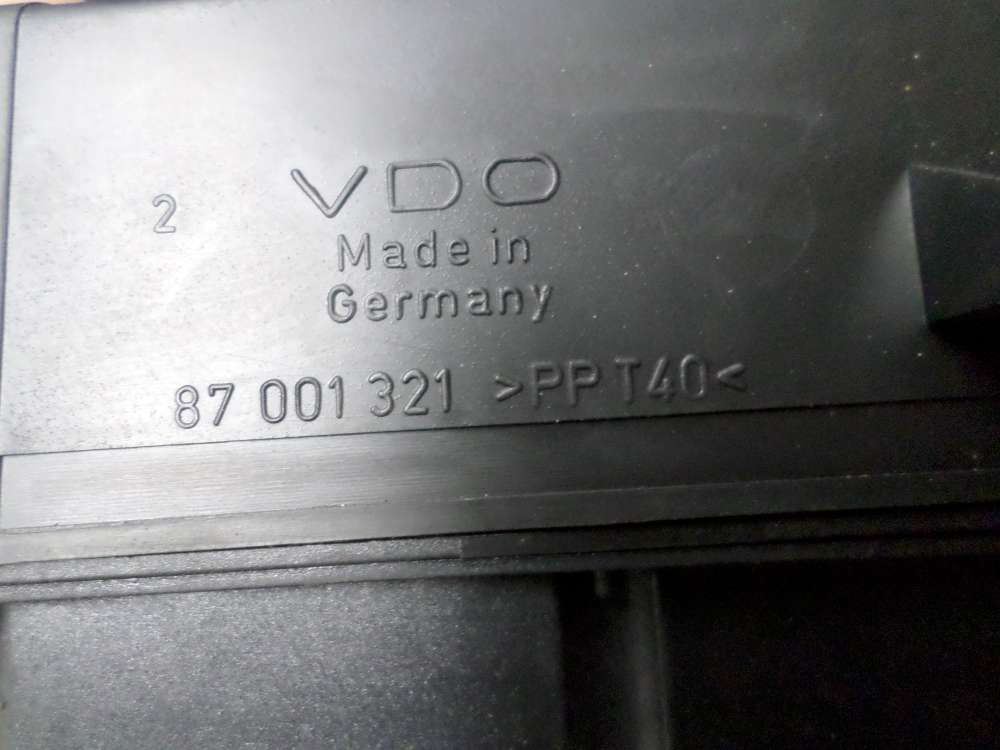 2 VDO
Made in
Germany
87 001 321 >PP T40<